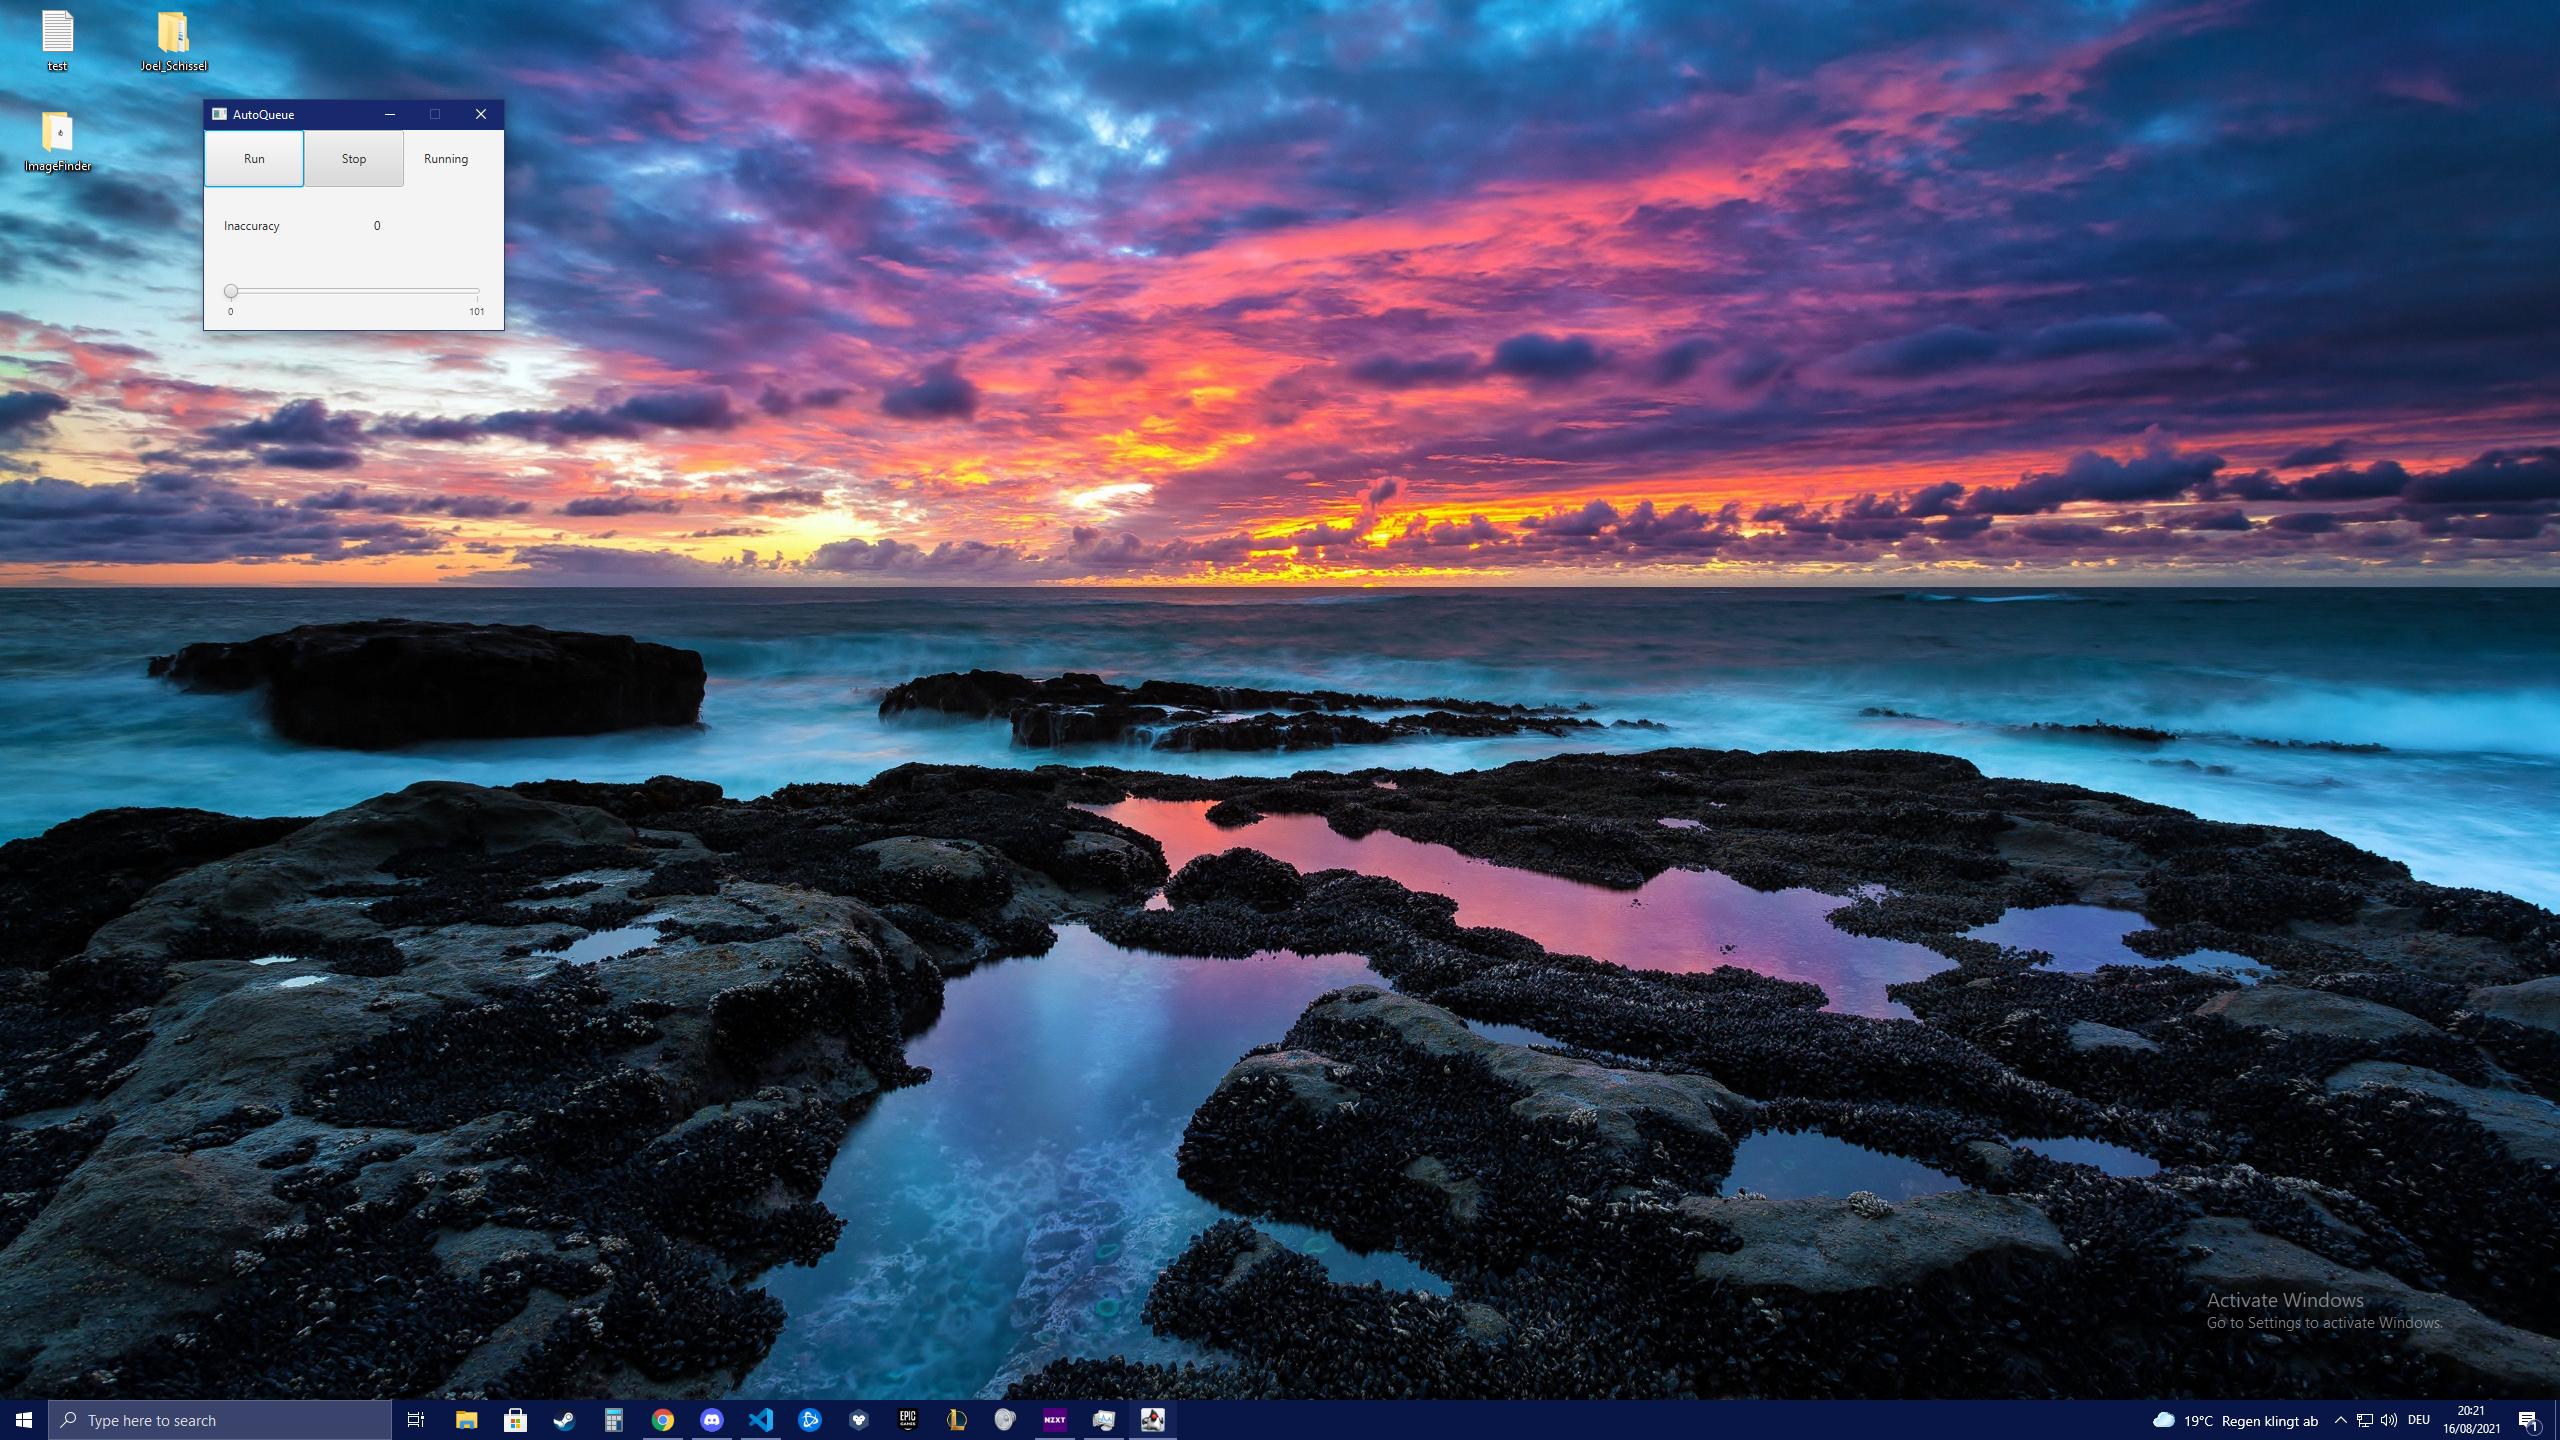 test
Joel_Schissel
ImageFinder
AutoQueue
Run
Stop
Running
Inaccuracy
0
0
101
Activate Windows
Go to Settings to activate Windows.
Type here to search
EPIC
GAMES
NZXT
19°C Regen klingt ab
DEU
20:21
16/08/2021
1